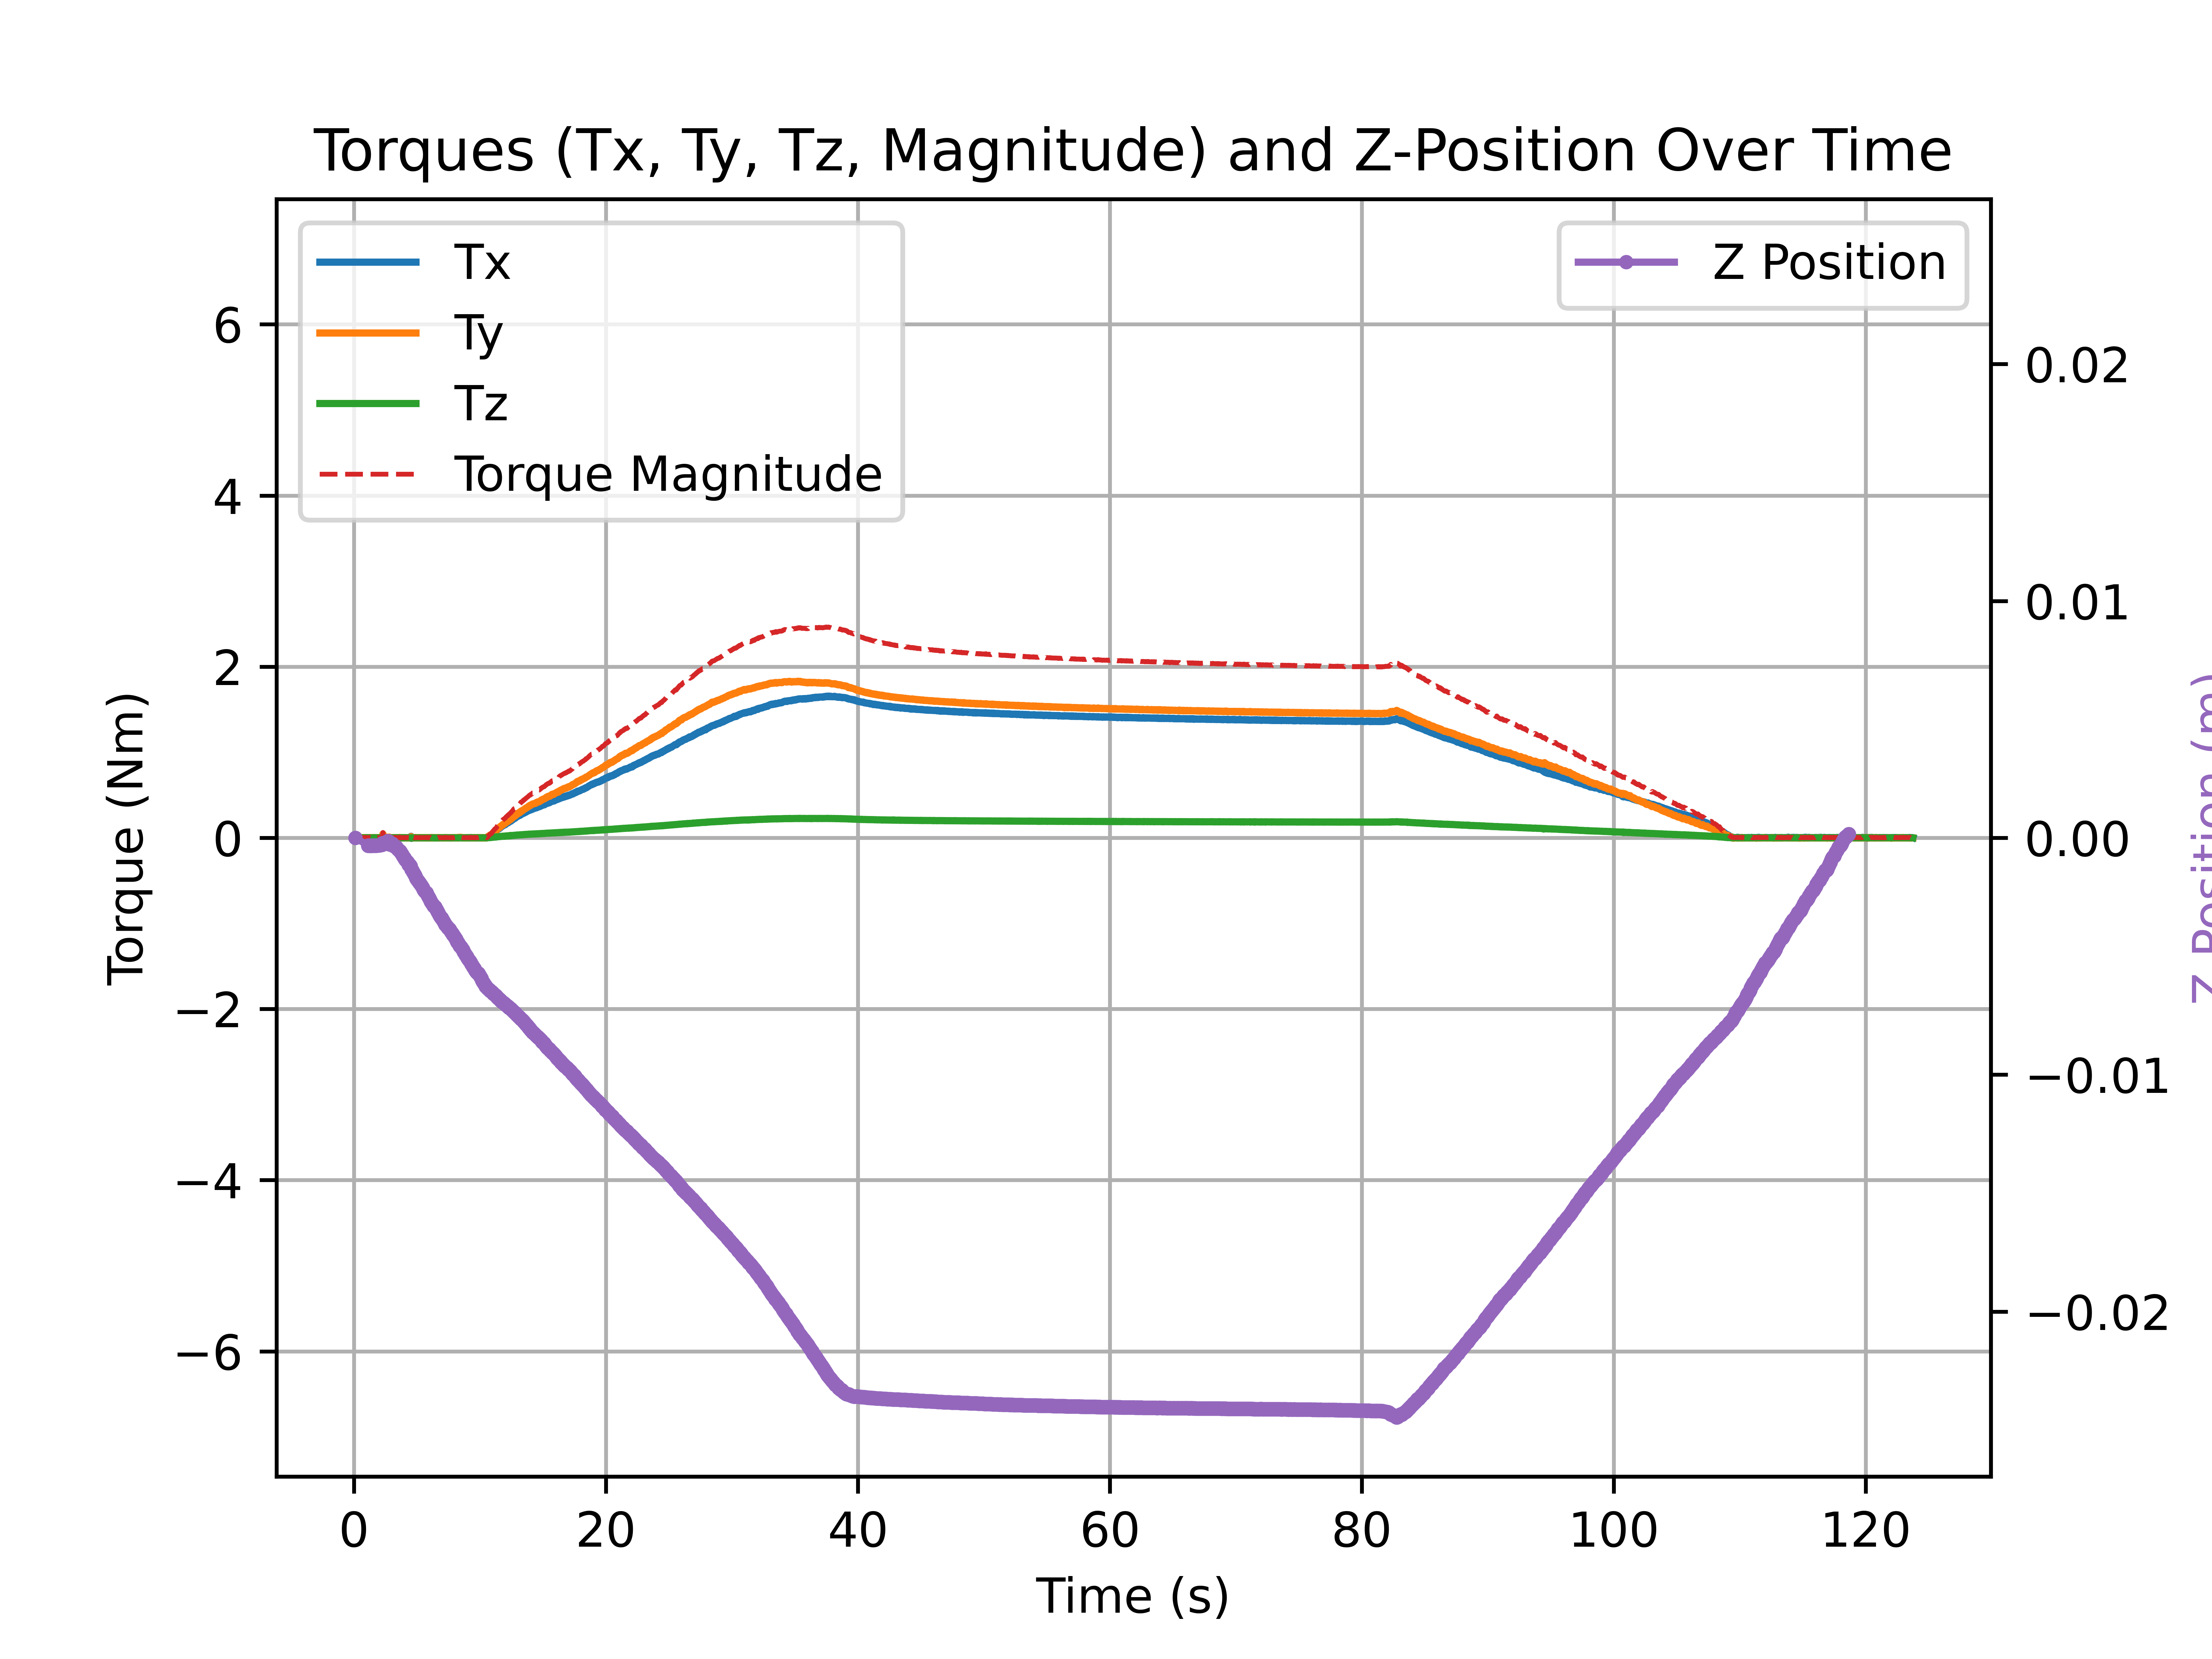 Torques (Tx, Ty, Tz, Magnitude) and Z-Position Over Time
Tx
Ty
Tz
Torque Magnitude
Z Position
6
4
2
0
−2
−4
−6
Torque (Nm)
0.02
0.01
0.00
−0.01
−0.02
Z Position (m)
0
20
40
60
80
100
120
Time (s)